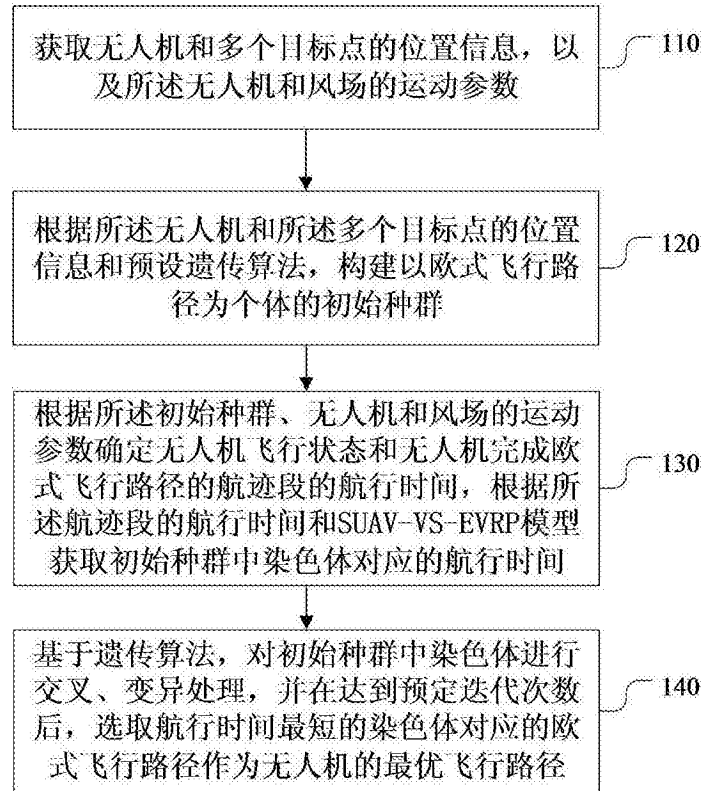 获取无人机和多个目标点的位置信息，以
及所述无人机和风场的运动参数
110
根据所述无人机和所述多个目标点的位置
信息和预设遗传算法，构建以欧式飞行路
径为个体的初始种群
120
根据所述初始种群、无人机和风场的运动
参数确定无人机飞行状态和无人机完成欧
式飞行路径的航迹段的航行时间，根据所
述航迹段的航行时间和SUAV-VS-EVRP模型
获取初始种群中染色体对应的航行时间
130
基于遗传算法，对初始种群中染色体进行
交叉、变异处理，并在达到预定迭代次数
后，选取航行时间最短的染色体对应的欧
式飞行路径作为无人机的最优飞行路径
140